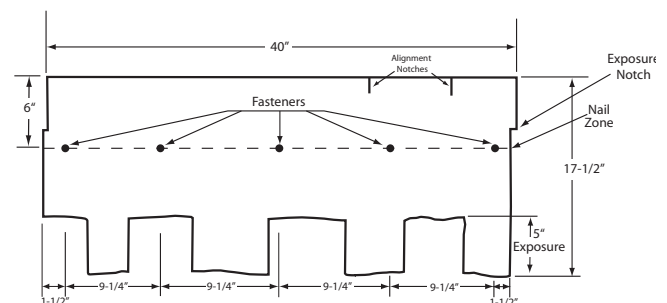 40"
Alignment
Notches
Exposure
Notch
6"
Fasteners
Nail
Zone
17-1/2"
5"
Exposure
1-1/2"
9-1/4"
9-1/4"
9-1/4"
9-1/4"
1-1/2"